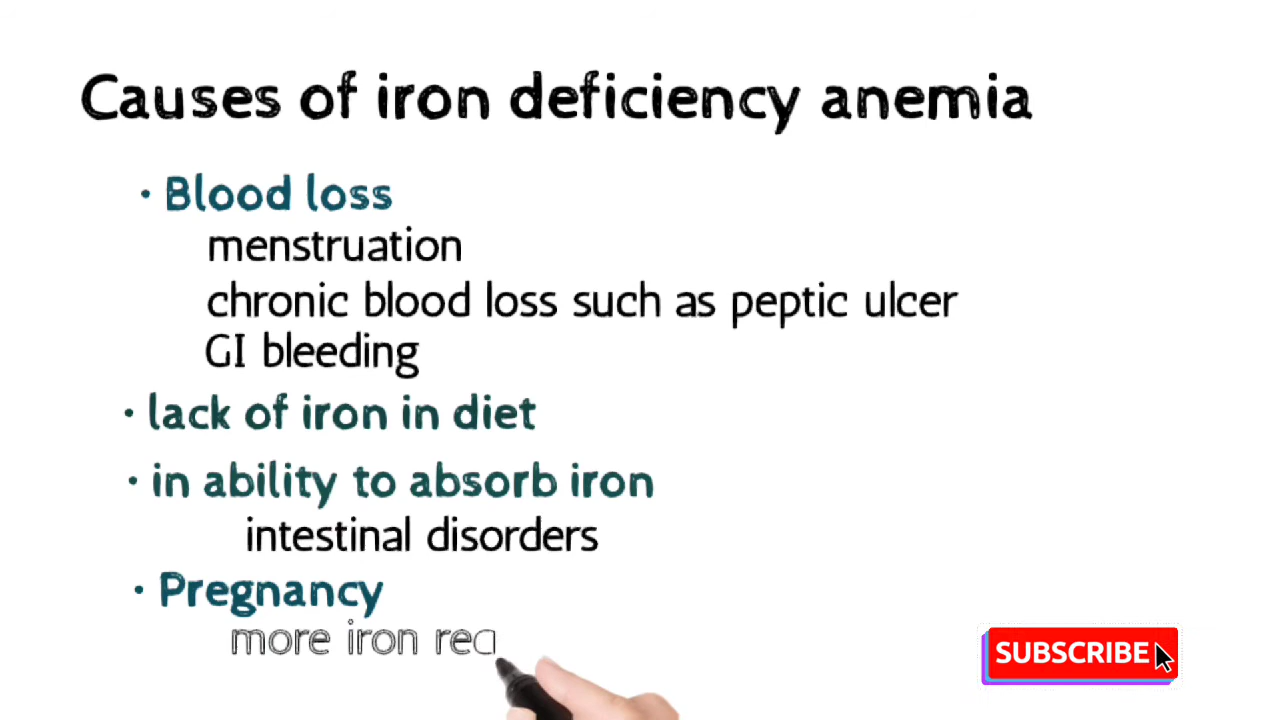 Causes of iron deficiency anemia
• Blood loss
menstruation
chronic blood loss such as peptic ulcer
GI bleeding
• lack of iron in diet
• in ability to absorb iron
intestinal disorders
• Pregnancy
more iron
SUBSCRIBE